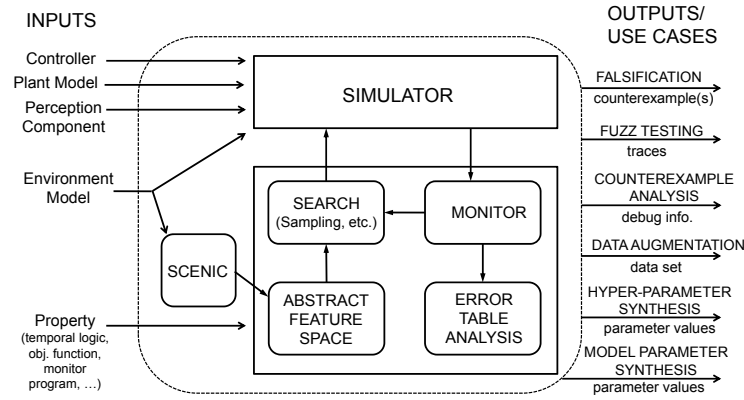 INPUTS
Controller
Plant Model
Perception
Component
Environment
Model
Property
(temporal logic,
obj. function,
monitor
program, …)
SIMULATOR
SEARCH
(Sampling, etc.)
MONITOR
SCENIC
ABSTRACT
FEATURE
SPACE
ERROR
TABLE
ANALYSIS
OUTPUTS/
USE CASES
FALSIFICATION
counterexample(s)
FUZZ TESTING
traces
COUNTEREXAMPLE
ANALYSIS
debug info.
DATA AUGMENTATION
data set
HYPER-PARAMETER
SYNTHESIS
parameter values
MODEL PARAMETER
SYNTHESIS
parameter values